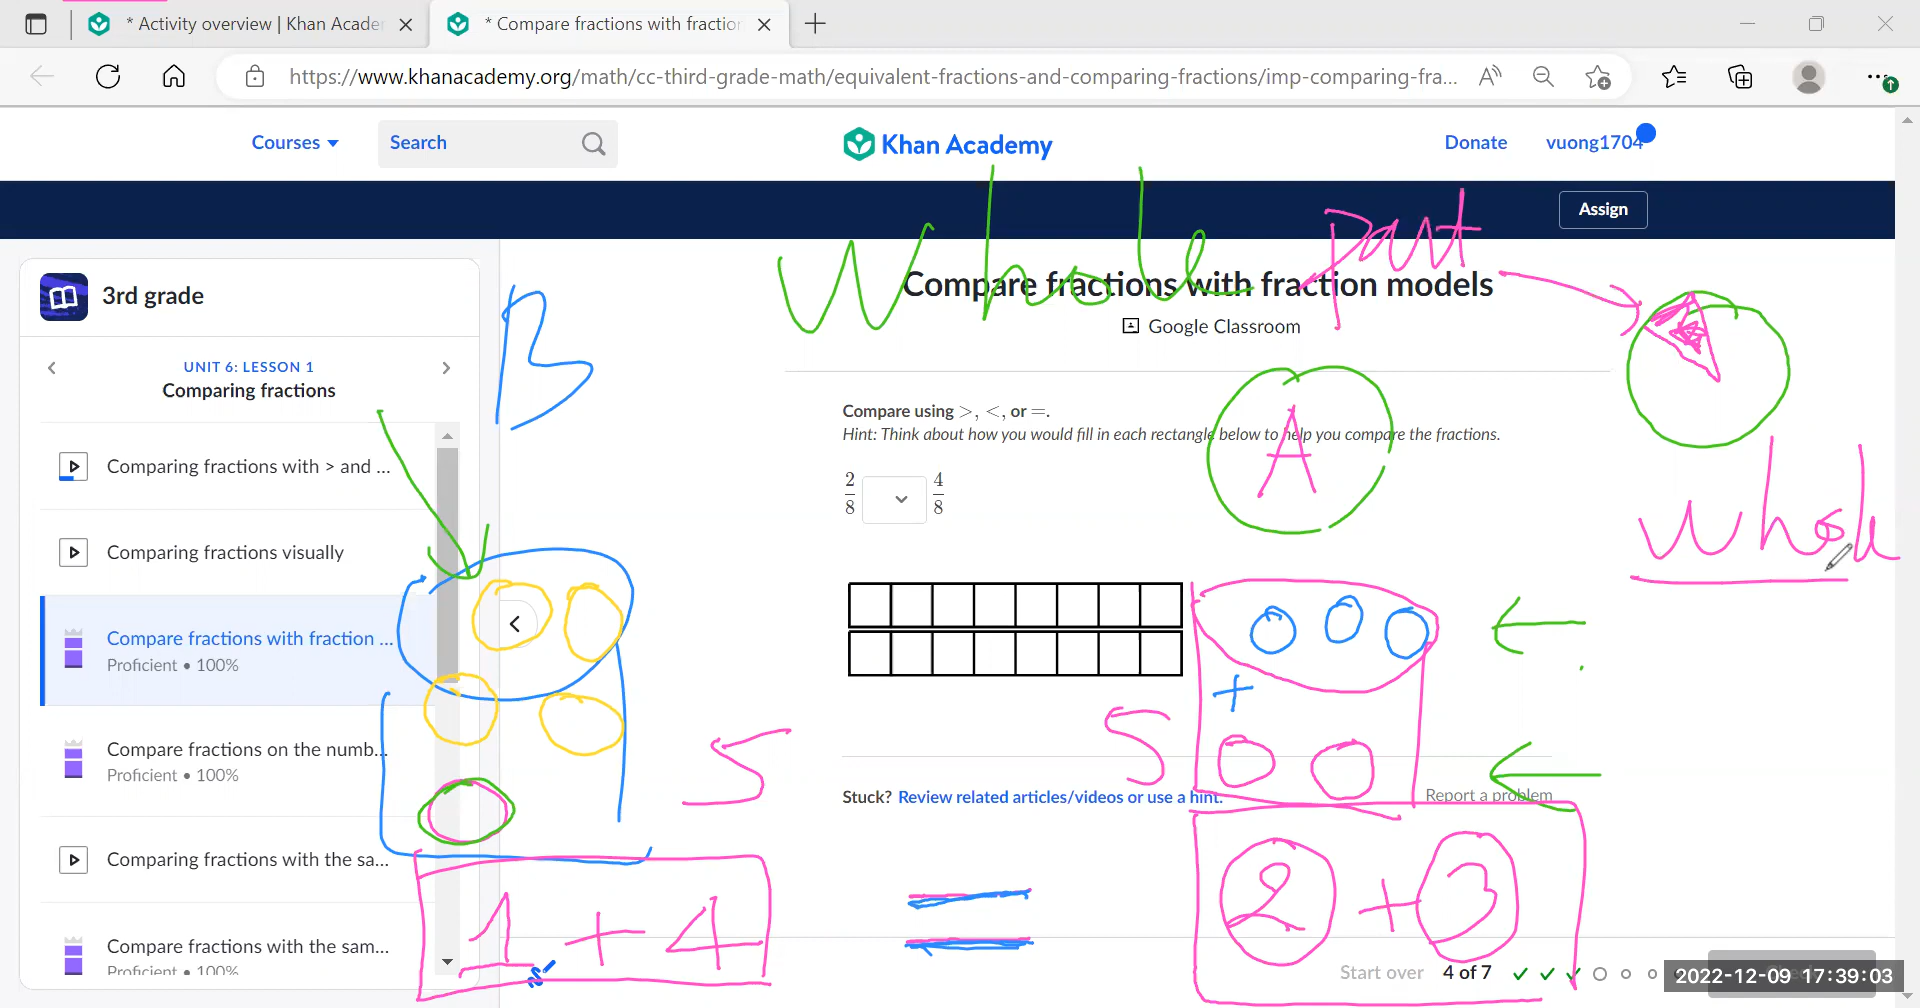 * Activity overview | Khan Acade
* Compare fractions with fraction
https://www.khanacademy.org/math/cc-third-grade-math/equivalent-fractions-and-comparing-fractions/imp-comparing-fra...
Courses
Search
Khan Academy
Donate
vuong1704
Assign
Whole
part
3rd grade
UNIT 6: LESSON 1
Comparing fractions
Comparing fractions with > and ...
Comparing fractions visually
Compare fractions with fraction ...
Proficient • 100%
Compare fractions on the numb...
Proficient • 100%
Comparing fractions with the sa...
Compare fractions with the sam...
Proficient • 100%
B
Compare fractions with fraction models
Google Classroom
Compare using >, <, or =.
Hint: Think about how you would fill in each rectangle below to help you compare the fractions.
2/8 4/8
A
Whole
+
5
5
Stuck? Review related articles/videos or use a hint.
Report a problem
1 + 4 = 2 + 3
Start over
4 of 7
2022-12-09 17:39:03